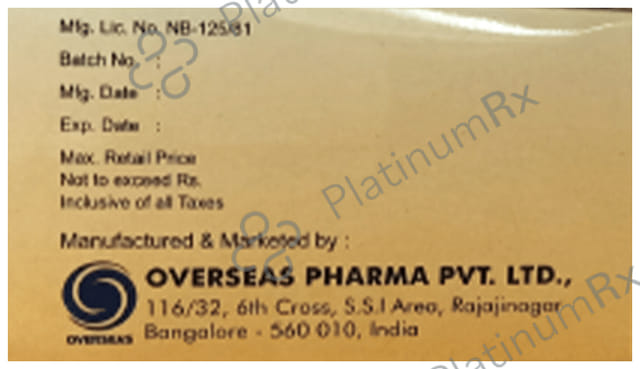 Mfg. Lic. No. NB-125/81
Batch No. :
Mfg. Date :
Exp. Date :
Max. Retail Price
Not to exceed Rs.
Inclusive of all Taxes
Manufactured & Marketed by :
OVERSEAS PHARMA PVT. LTD.,
116/32, 6th Cross, S.S.I Area, Rajajinagar
Bangalore - 560 010, India
OVERSEAS
PlatinumRx
PlatinumRx
PlatinumRx